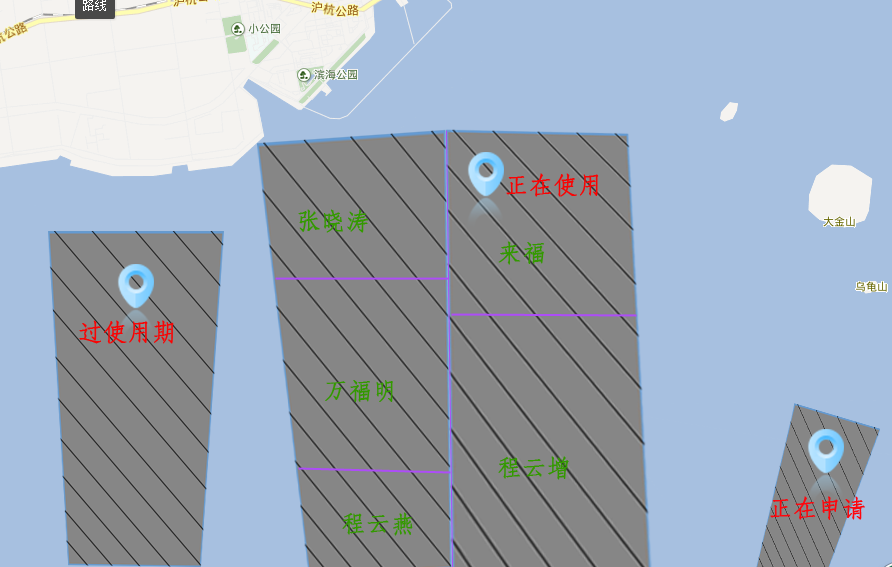 路线
沪杭公
沪杭公路
杭公路
小公园
滨海公园
正在使用
张晓涛
大金山
来福
乌龟山
过使用期
万福明
程云增
正在申请
程云燕